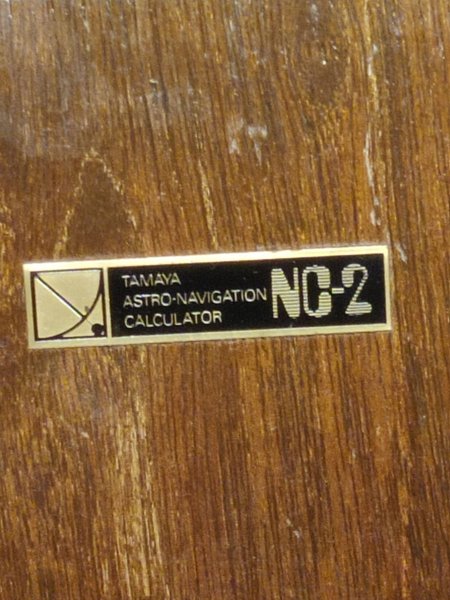 TAMAYA
ASTRO-NAVIGATION
CALCULATOR
NC-2